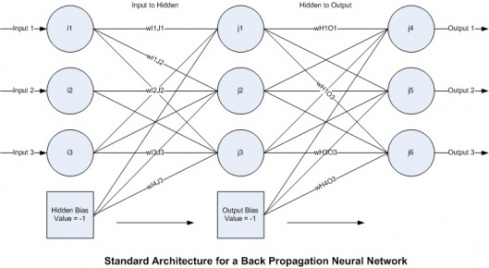 Input to Hidden
Hidden to Output
Input 1
i1
wI1J1
j1
wH1O1
j4
Output 1
wI1J2
Input 2
i2
wI2J2
j2
wH1O3
j5
Output 2
Input 3
i3
wI3J3
j3
wH3O3
j6
Output 3
wI4J3
wH4O3
Hidden Bias
Value = -1
Output Bias
Value = -1
Standard Architecture for a Back Propagation Neural Network